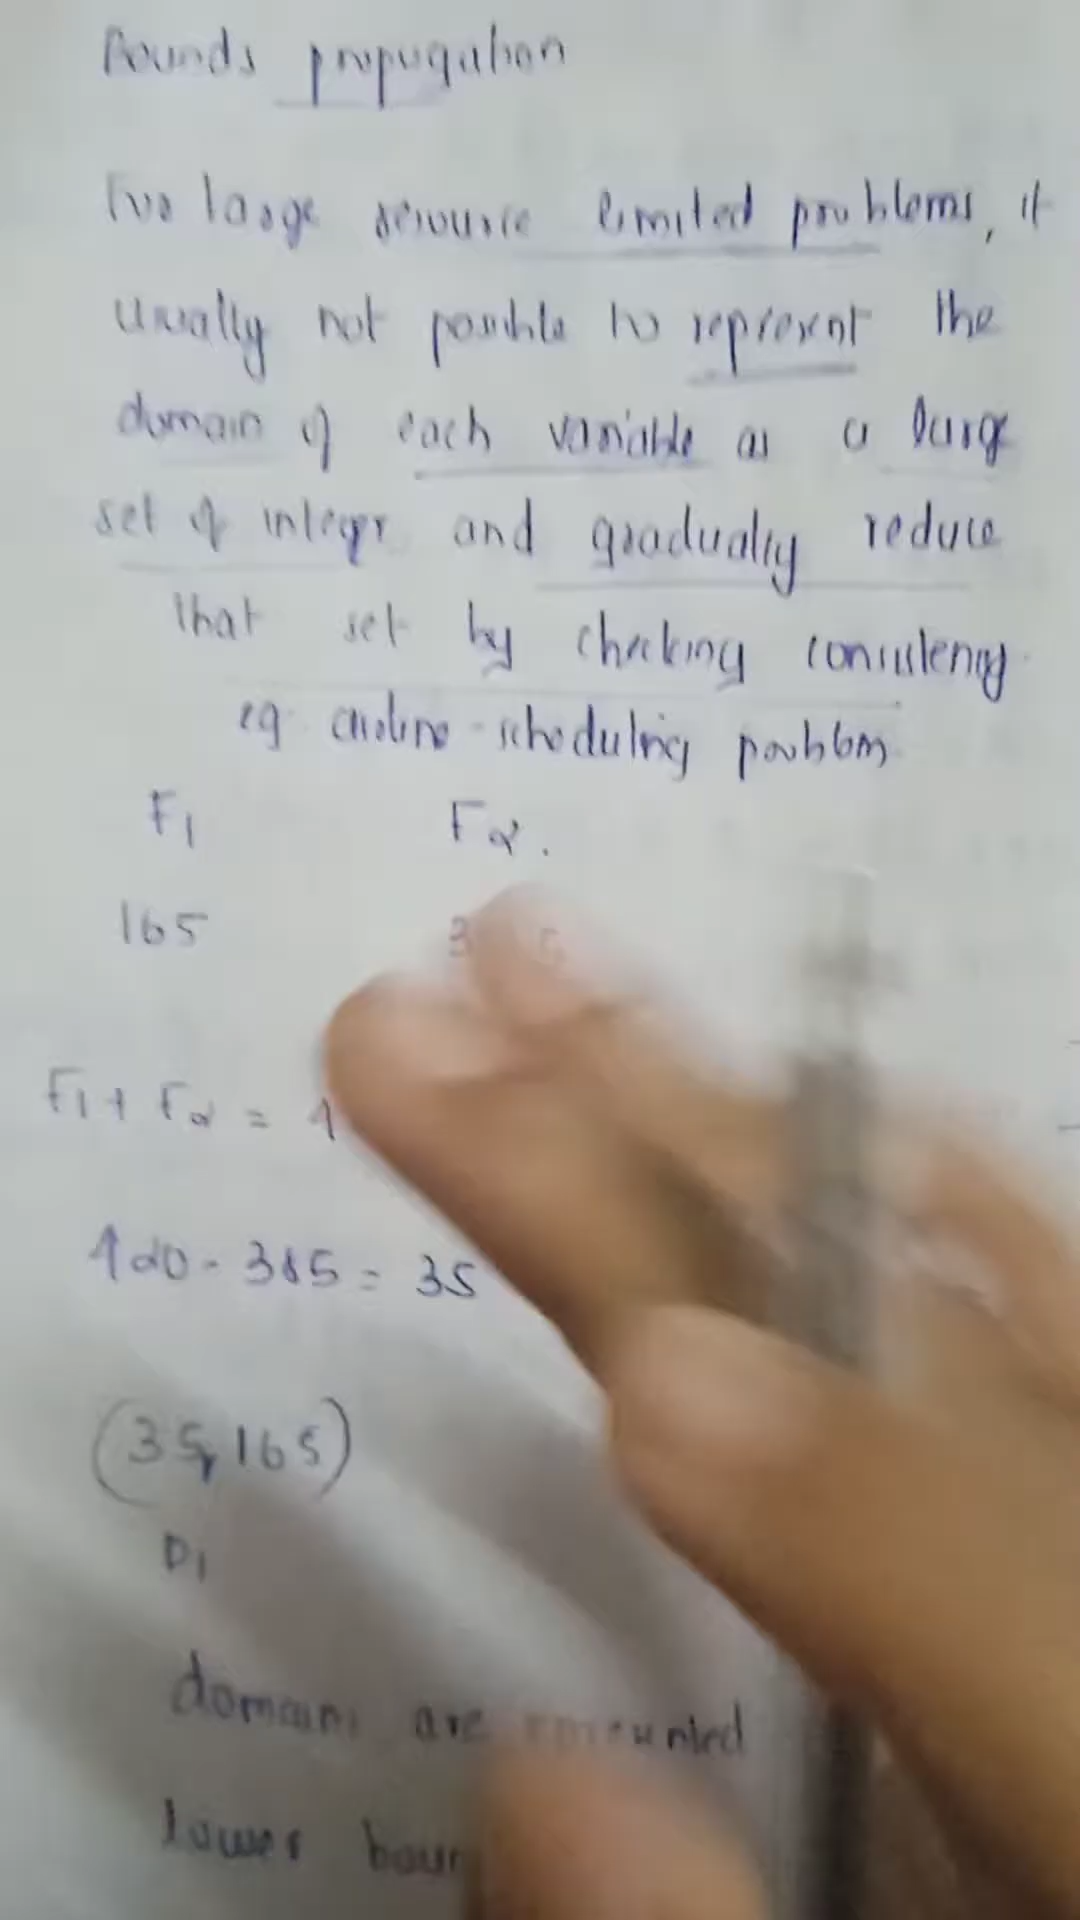 Bounds propagation
For large resource limited problems, it
usually not possible to represent the
domain of each variable as a large
set of integer and gradually reduce
that set by checking consistency
eg airline-scheduling problem
F1 F2.
165
F1 + F2 =
420 - 385 = 35
(35,165)
D1
domains are
lower